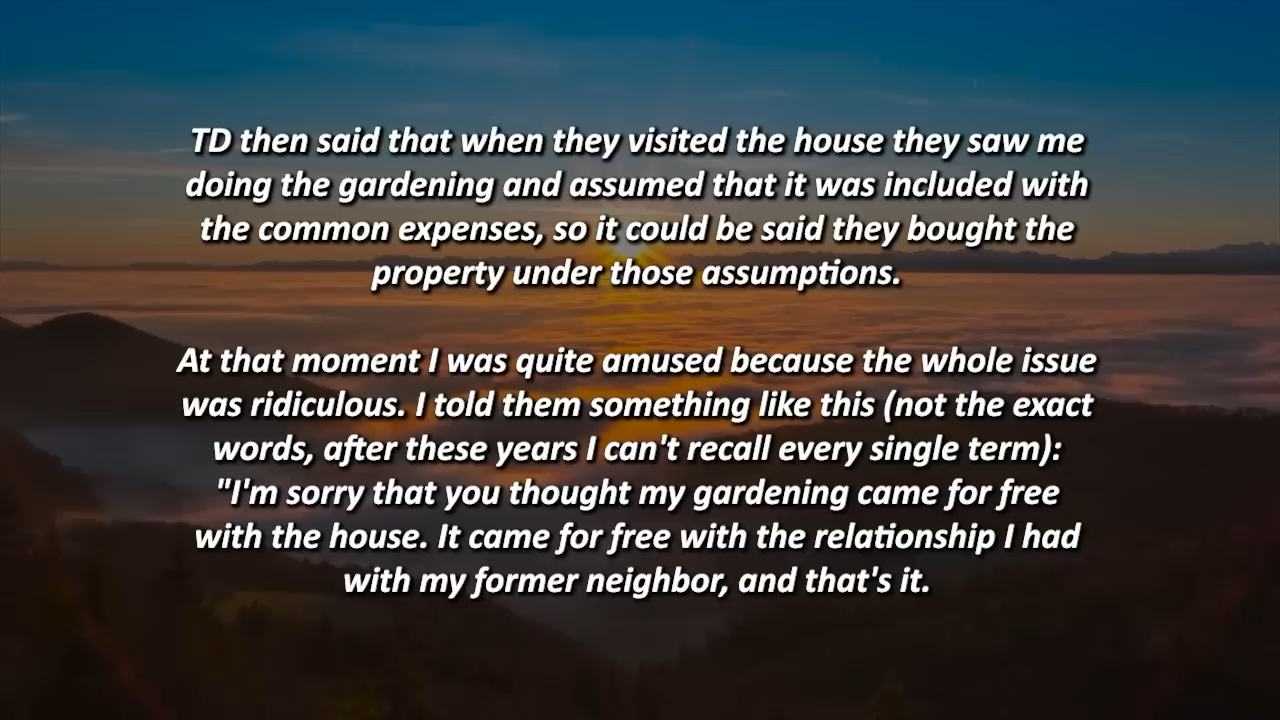 TD then said that when they visited the house they saw me
doing the gardening and assumed that it was included with
the common expenses, so it could be said they bought the
property under those assumptions.
At that moment I was quite amused because the whole issue
was ridiculous. I told them something like this (not the exact
words, after these years I can't recall every single term):
"I'm sorry that you thought my gardening came for free
with the house. It came for free with the relationship I had
with my former neighbor, and that's it.